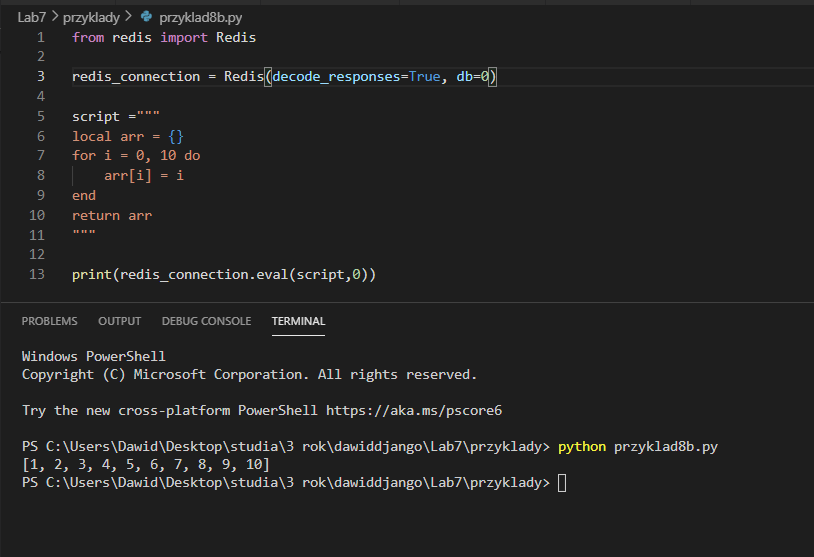 Lab7 > przyklady > przyklad8b.py
1 from redis import Redis
2
3 redis_connection = Redis(decode_responses=True, db=0)
4
5 script ="""
6 local arr = {}
7 for i = 0, 10 do
8     arr[i] = i
9 end
10 return arr
11 """
12
13 print(redis_connection.eval(script,0))
PROBLEMS OUTPUT DEBUG CONSOLE TERMINAL
Windows PowerShell
Copyright (C) Microsoft Corporation. All rights reserved.
Try the new cross-platform PowerShell https://aka.ms/pscore6
PS C:\Users\Dawid\Desktop\studia\3 rok\dawiddjango\Lab7\przyklady> python przyklad8b.py
[1, 2, 3, 4, 5, 6, 7, 8, 9, 10]
PS C:\Users\Dawid\Desktop\studia\3 rok\dawiddjango\Lab7\przyklady>